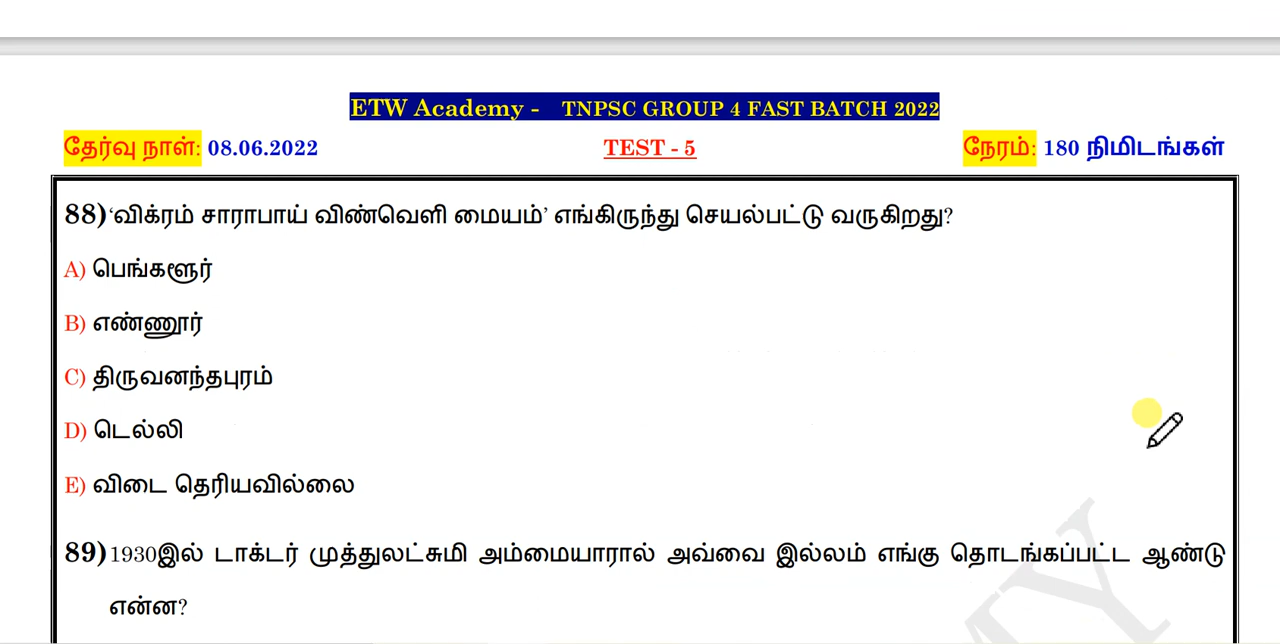 ETW Academy - TNPSC GROUP 4 FAST BATCH 2022
தேர்வு நாள்: 08.06.2022 TEST - 5 நேரம்: 180 நிமிடங்கள்
88) ‘விக்ரம் சாராபாய் விண்வெளி மையம்’ எங்கிருந்து செயல்பட்டு வருகிறது?
A) பெங்களூர்
B) எண்ணூர்
C) திருவனந்தபுரம்
D) டெல்லி
E) விடை தெரியவில்லை
89) 1930இல் டாக்டர் முத்துலட்சுமி அம்மையாரால் அவ்வை இல்லம் எங்கு தொடங்கப்பட்ட ஆண்டு
என்ன?
MY